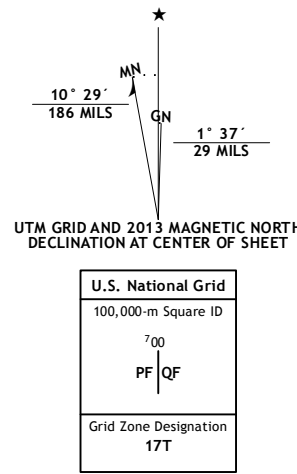 ★
MN
10° 29´
186 MILS
GN
1° 37´
29 MILS
UTM GRID AND 2013 MAGNETIC NORTH
DECLINATION AT CENTER OF SHEET
U.S. National Grid
100,000-m Square ID
⁷00
PF QF
Grid Zone Designation
17T